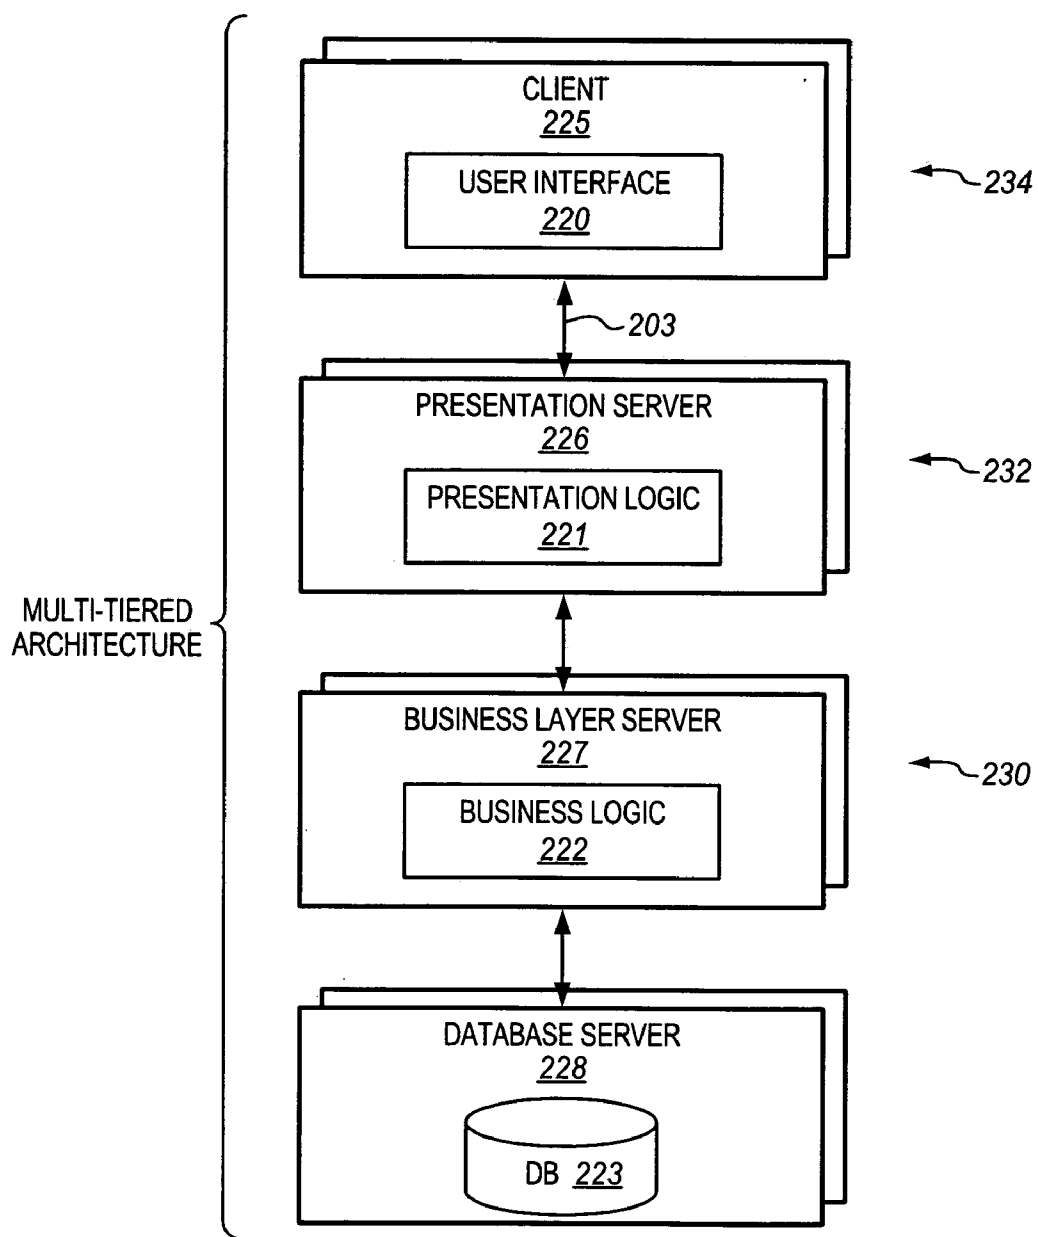 CLIENT
225
USER INTERFACE
220
234
203
PRESENTATION SERVER
226
PRESENTATION LOGIC
221
232
MULTI-TIERED
ARCHITECTURE
BUSINESS LAYER SERVER
227
BUSINESS LOGIC
222
230
DATABASE SERVER
228
DB 223